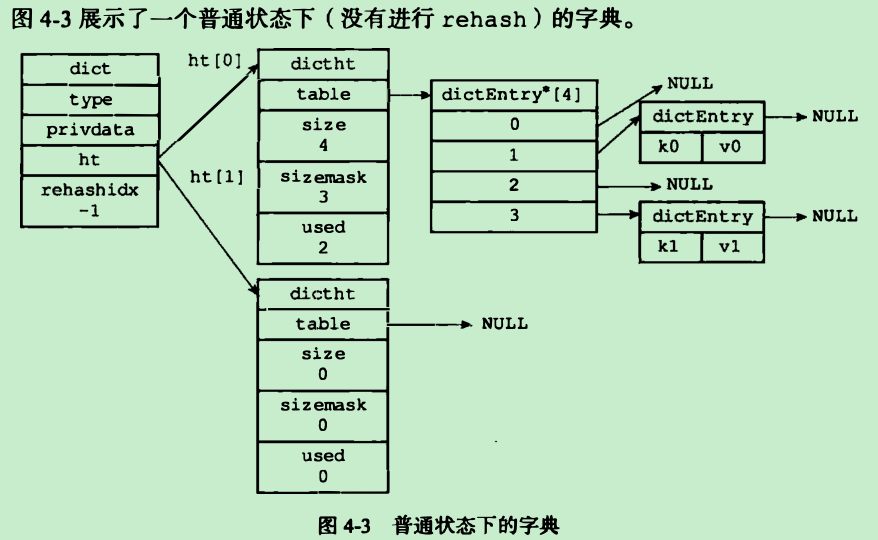 图 4-3 展示了一个普通状态下（没有进行 rehash）的字典。
dict
type
privdata
ht
rehashidx
-1
ht[0]
dictht
table
size
4
sizemask
3
used
2
ht[1]
dictht
table
size
0
sizemask
0
used
0
NULL
dictEntry*[4]
0
1
2
3
NULL
dictEntry
k0 v0
NULL
NULL
dictEntry
k1 v1
NULL
图 4-3 普通状态下的字典